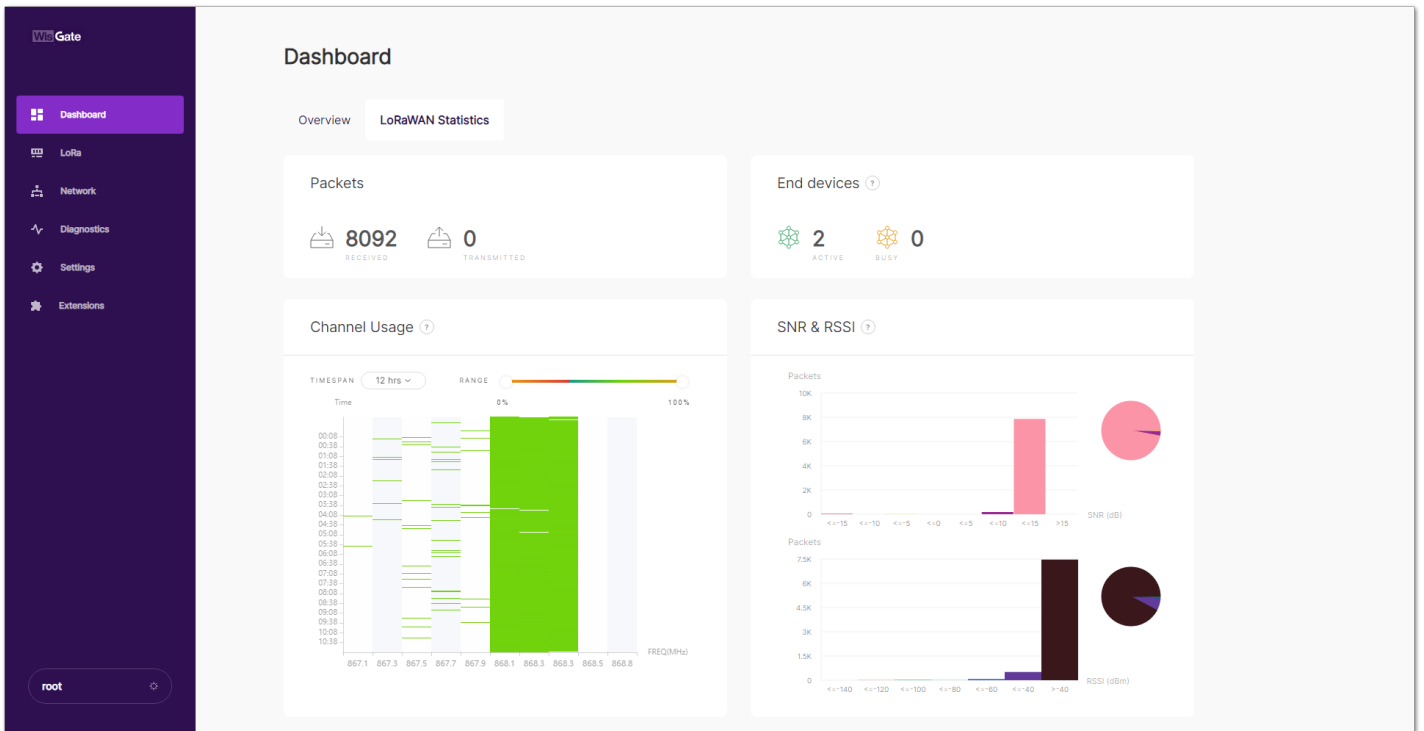 WisGate
Dashboard
LoRa
Network
Diagnostics
Settings
Extensions
root
Dashboard
Overview LoRaWAN Statistics
Packets
8092 0
RECEIVED TRANSMITTED
End devices ?
2 0
ACTIVE BUSY
Channel Usage ?
TIMESPAN 12 hrs RANGE
Time 0% 100%
00:08
00:38
01:08
01:38
02:08
02:38
03:08
03:38
04:08
04:38
05:08
05:38
06:08
06:38
07:08
07:38
08:08
08:38
09:08
09:38
10:08
10:38
FREQ(MHz)
867.1 867.3 867.5 867.7 867.9 868.1 868.3 868.3 868.5 868.8
SNR & RSSI ?
Packets
10K
8K
6K
4K
2K
0
<=-15 <=-10 <=-5 <=0 <=5 <=10 <=15 >15 SNR (dB)
Packets
7.5K
6K
4.5K
3K
1.5K
0
<=-140 <=-120 <=-100 <=-80 <=-60 <=-40 >-40 RSSI (dBm)